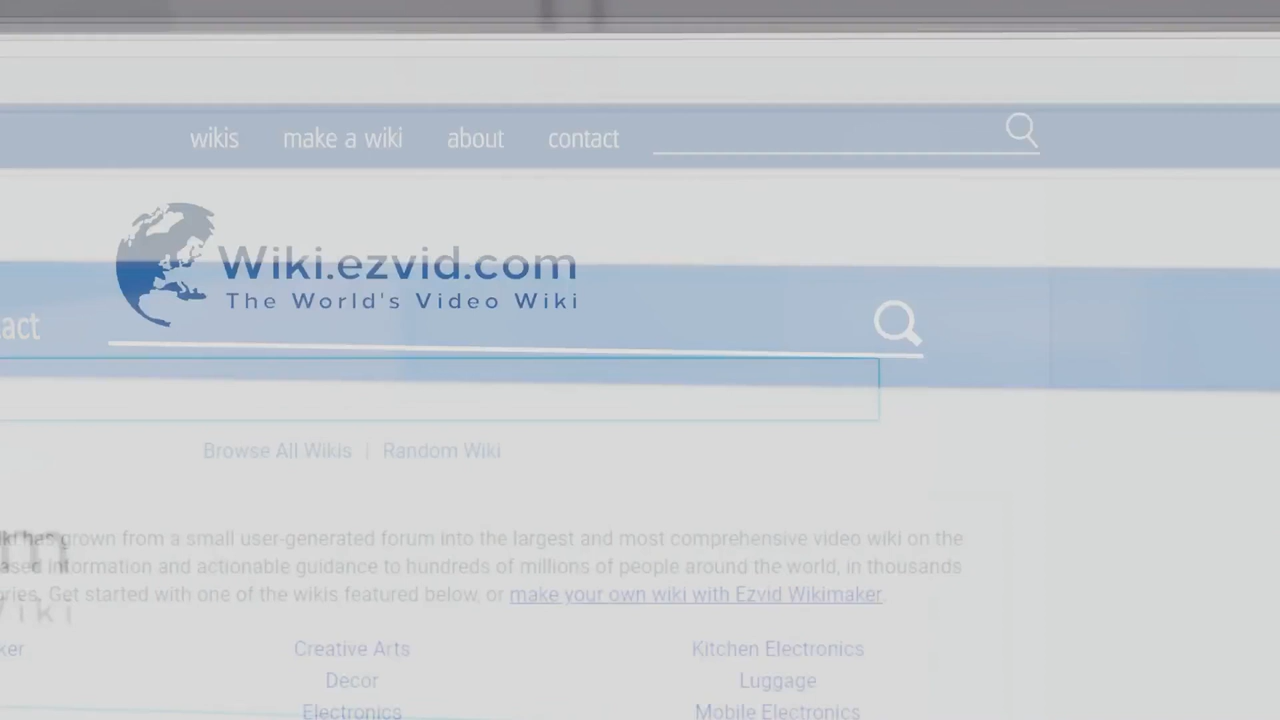 wikis make a wiki about contact
Wiki.ezvid.com
The World's Video Wiki
act
Browse All Wikis | Random Wiki
has grown from a small user-generated forum into the largest and most comprehensive video wiki on the
information and actionable guidance to hundreds of millions of people around the world, in thousands
Get started with one of the wikis featured below, or make your own wiki with Ezvid Wikimaker
ker Creative Arts Kitchen Electronics
Decor Luggage
Electronics Mobile Electronics